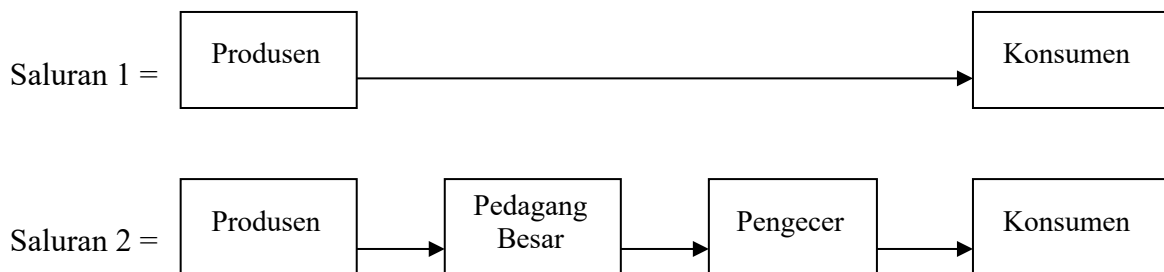 Saluran 1 =
Produsen
Konsumen
Saluran 2 =
Produsen
Pedagang
Besar
Pengecer
Konsumen